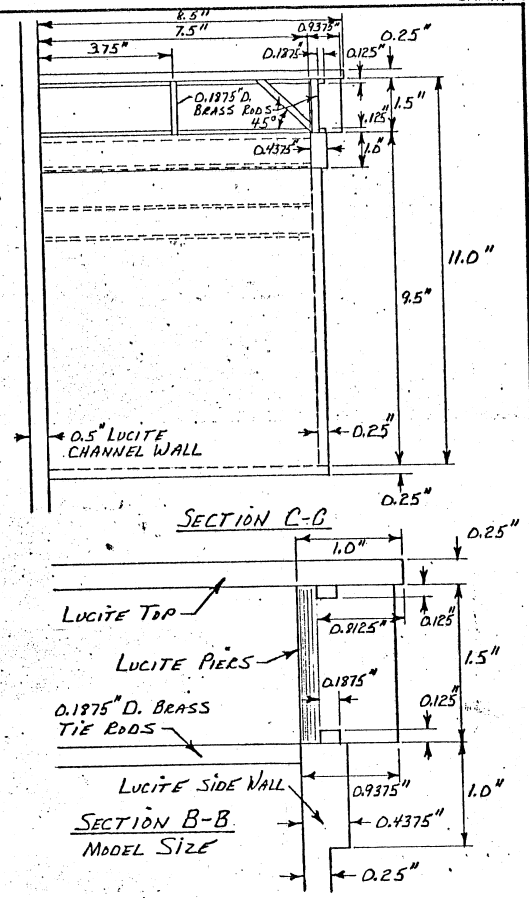 8.5"
7.5"
0.9375"
3.75"
0.1875"
0.125"
0.25"
0.1875" D.
BRASS RODS
45°
.125"
1.5"
0.4375"
1.0"
11.0"
9.5"
0.5" LUCITE
CHANNEL WALL
0.25"
0.25"
SECTION C-C
1.0"
0.25"
LUCITE TOP
0.8125"
0.125"
LUCITE PIERS
1.5"
0.1875"
0.1875" D. BRASS
TIE RODS
0.125"
LUCITE SIDE WALL
0.9375"
1.0"
SECTION B-B
0.4375"
MODEL SIZE
0.25"